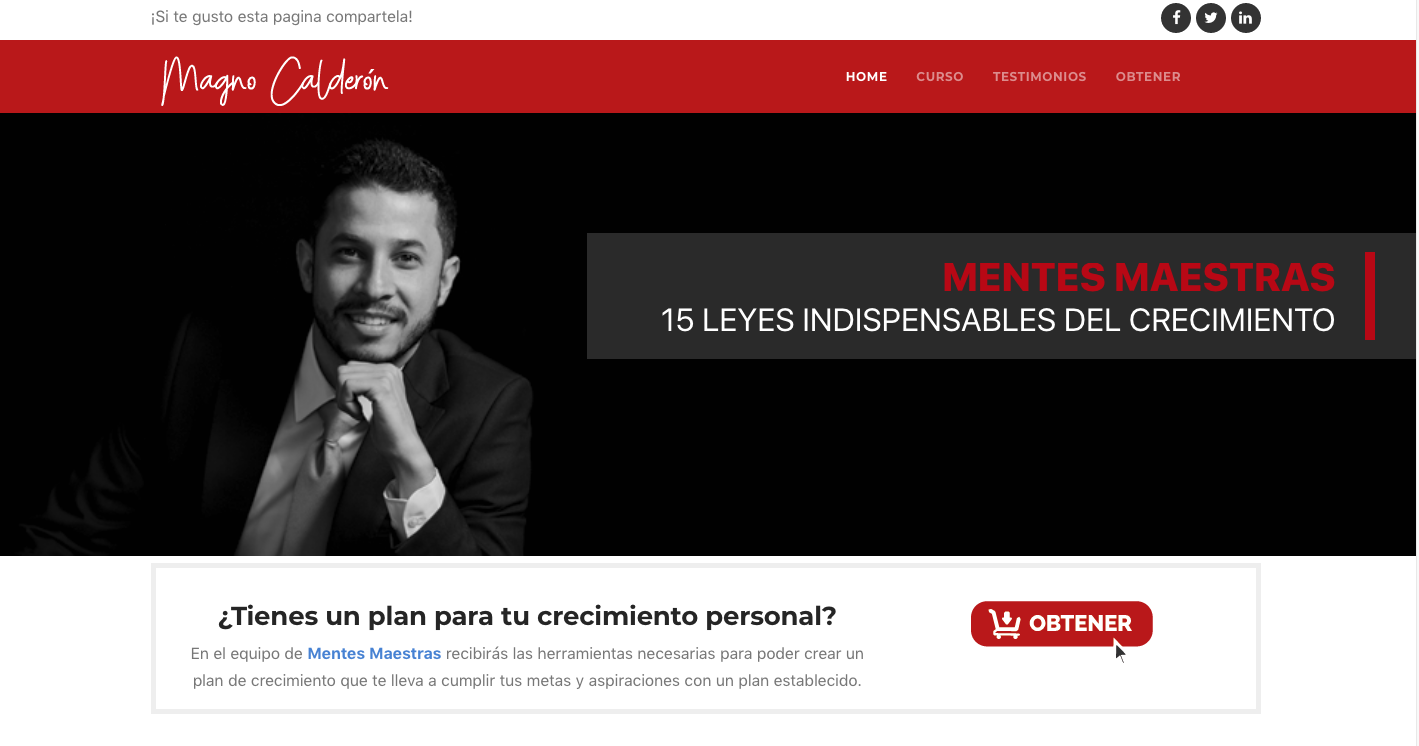 ¡Si te gusto esta pagina compartela!
Magno Calderón
HOME CURSO TESTIMONIOS OBTENER
MENTES MAESTRAS
15 LEYES INDISPENSABLES DEL CRECIMIENTO
¿Tienes un plan para tu crecimiento personal?
OBTENER
En el equipo de Mentes Maestras recibirás las herramientas necesarias para poder crear un
plan de crecimiento que te lleva a cumplir tus metas y aspiraciones con un plan establecido.